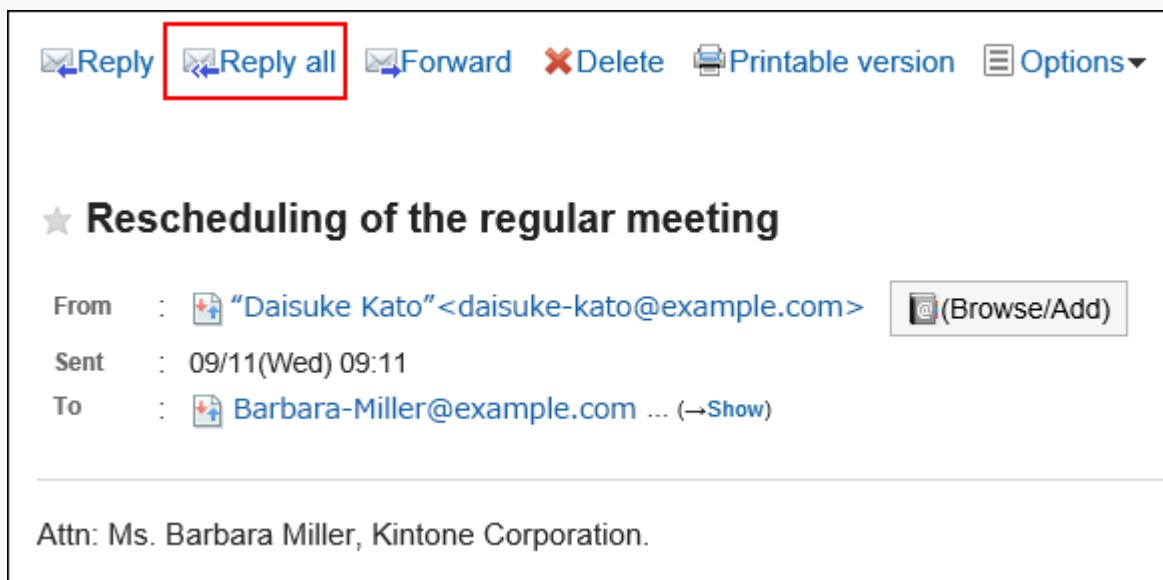 Reply Reply all Forward Delete Printable version Options
Rescheduling of the regular meeting
From : “Daisuke Kato”<daisuke-kato@example.com> (Browse/Add)
Sent : 09/11(Wed) 09:11
To : Barbara-Miller@example.com ... (→Show)
Attn: Ms. Barbara Miller, Kintone Corporation.